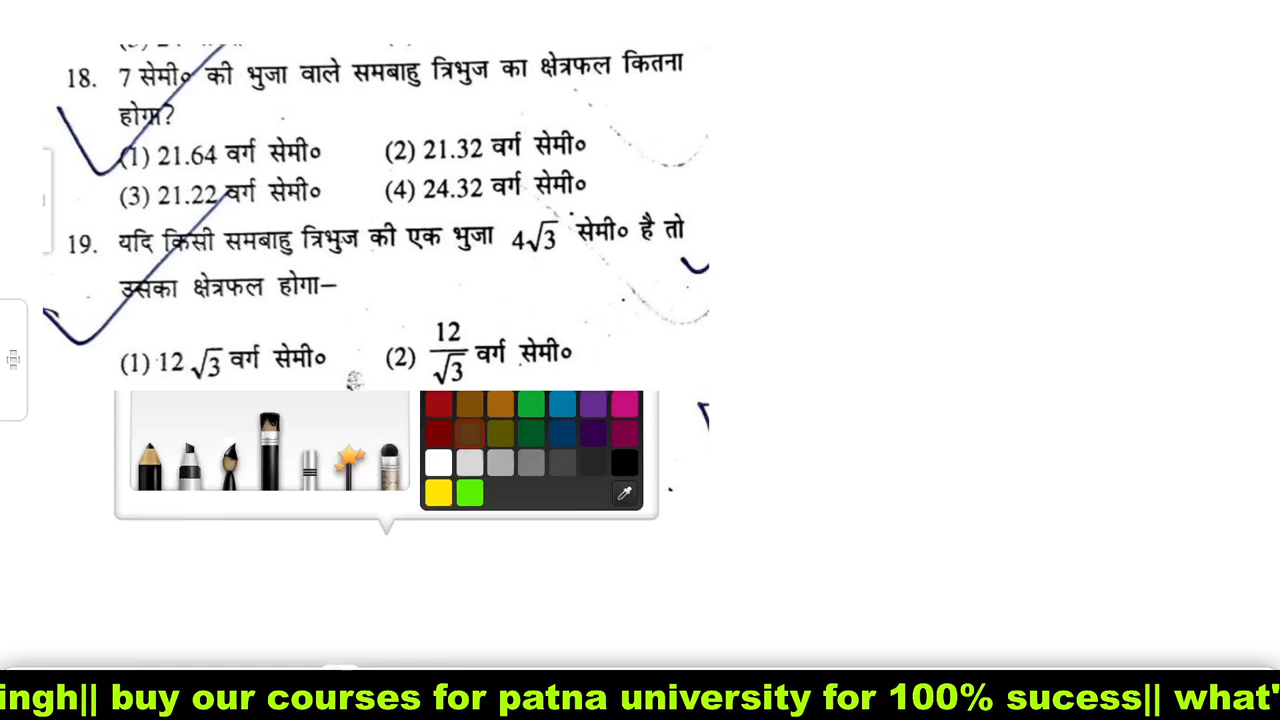 18. 7 सेमी० की भुजा वाले समबाहु त्रिभुज का क्षेत्रफल कितना
होगा?
(1) 21.64 वर्ग सेमी० (2) 21.32 वर्ग सेमी०
(3) 21.22 वर्ग सेमी० (4) 24.32 वर्ग सेमी०
19. यदि किसी समबाहु त्रिभुज की एक भुजा 4√3 सेमी० है तो
उसका क्षेत्रफल होगा–
(1) 12 √3 वर्ग सेमी० (2) 12/√3 वर्ग सेमी०
ingh|| buy our courses for patna university for 100% sucess|| what'